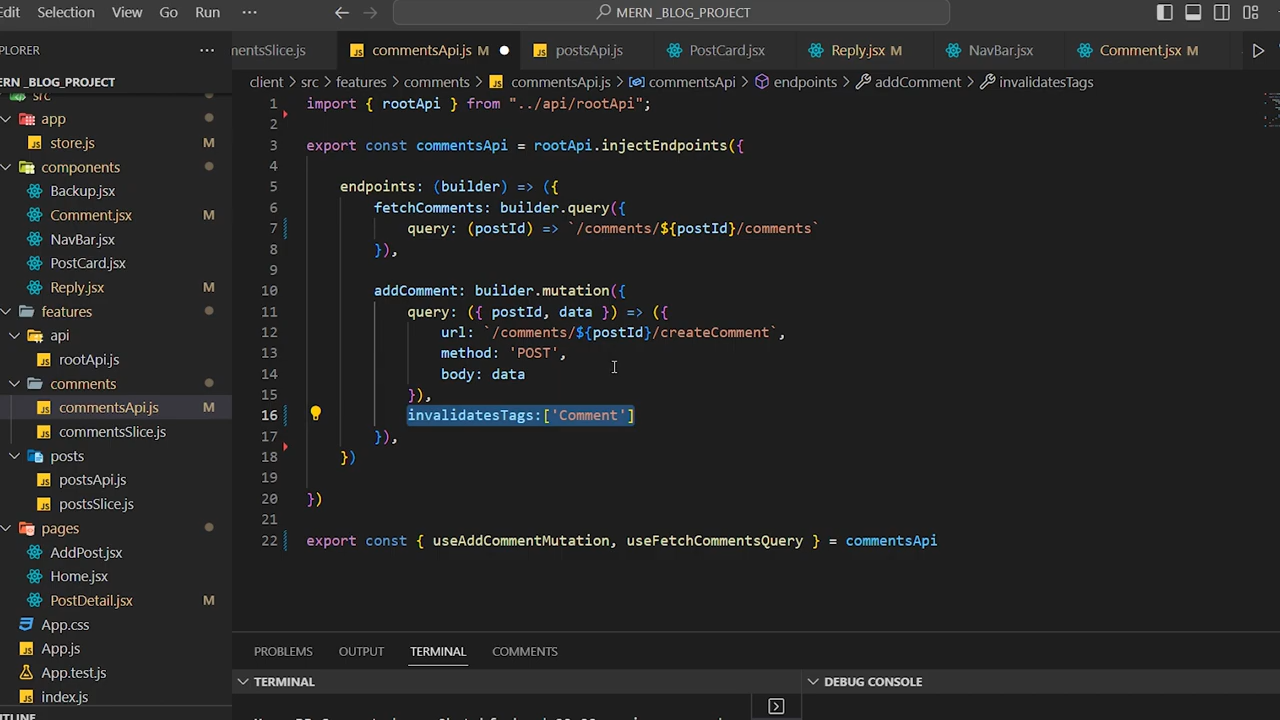 Edit Selection View Go Run ··· MERN _BLOG_PROJECT
PLORER ···
mentsSlice.js commentsApi.js M postsApi.js PostCard.jsx Reply.jsx M NavBar.jsx Comment.jsx M
MERN_BLOG_PROJECT
src
app
store.js M
components
Backup.jsx
Comment.jsx M
NavBar.jsx
PostCard.jsx
Reply.jsx M
features
api
rootApi.js
comments
commentsApi.js M
commentsSlice.js
posts
postsApi.js
postsSlice.js
pages
AddPost.jsx
Home.jsx
PostDetail.jsx M
App.css
App.js
App.test.js
index.js
client > src > features > comments > commentsApi.js > commentsApi > endpoints > addComment > invalidatesTags
1 import { rootApi } from "../api/rootApi";
2
3 export const commentsApi = rootApi.injectEndpoints({
4
5 endpoints: (builder) => ({
6 fetchComments: builder.query({
7 query: (postId) => `/comments/${postId}/comments`
8 }),
9
10 addComment: builder.mutation({
11 query: ({ postId, data }) => ({
12 url: `/comments/${postId}/createComment`,
13 method: 'POST',
14 body: data
15 }),
16 invalidatesTags:['Comment']
17 }),
18 })
19
20 })
21
22 export const { useAddCommentMutation, useFetchCommentsQuery } = commentsApi
PROBLEMS OUTPUT TERMINAL COMMENTS
TERMINAL DEBUG CONSOLE